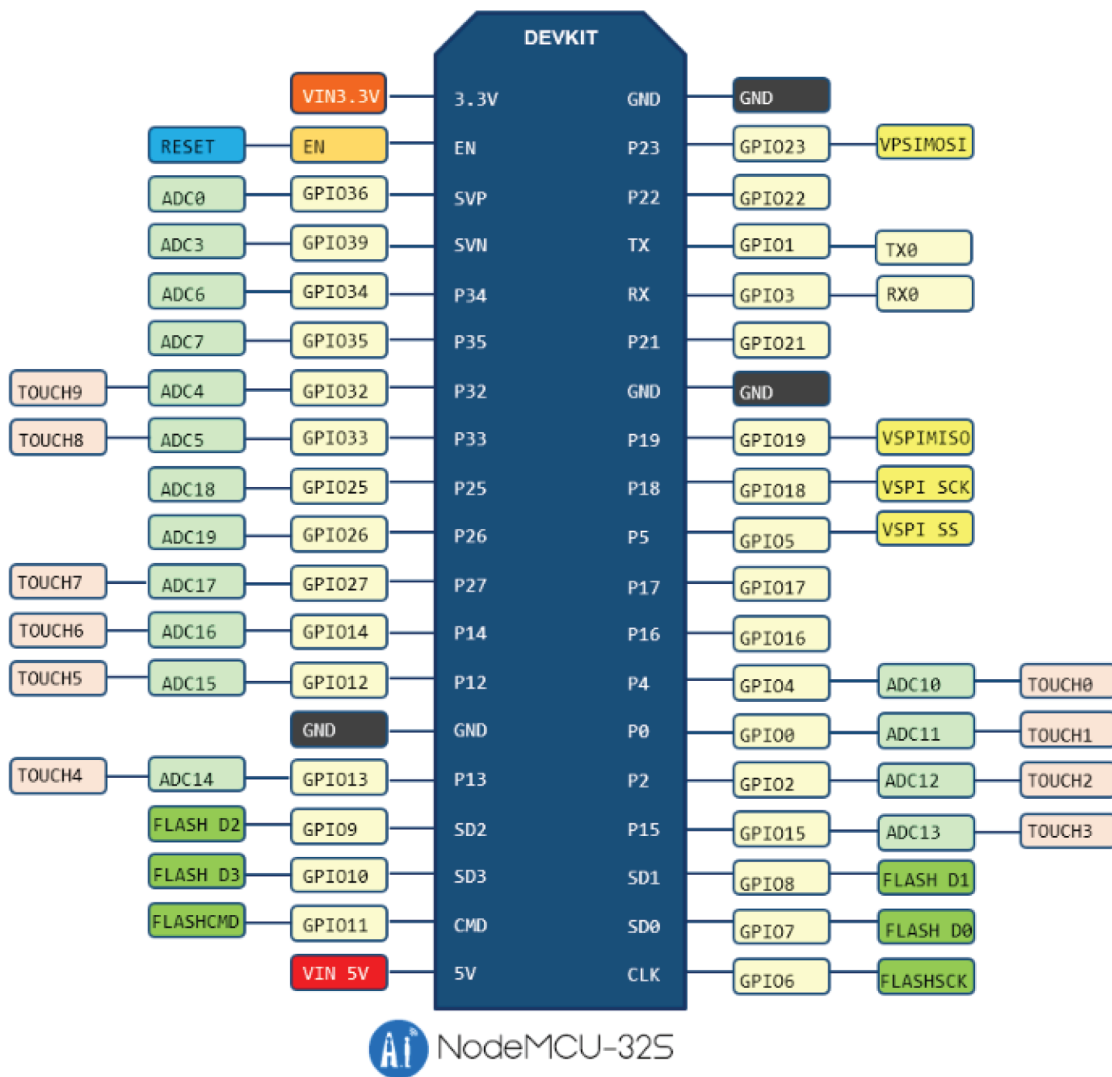 DEVKIT
VIN3.3V 3.3V GND GND
RESET EN EN P23 GPIO23 VPSIMOSI
ADC0 GPIO36 SVP P22 GPIO22
ADC3 GPIO39 SVN TX GPIO1 TX0
ADC6 GPIO34 P34 RX GPIO3 RX0
ADC7 GPIO35 P35 P21 GPIO21
TOUCH9 ADC4 GPIO32 P32 GND GND
TOUCH8 ADC5 GPIO33 P33 P19 GPIO19 VSPIMISO
ADC18 GPIO25 P25 P18 GPIO18 VSPI SCK
ADC19 GPIO26 P26 P5 GPIO5 VSPI SS
TOUCH7 ADC17 GPIO27 P27 P17 GPIO17
TOUCH6 ADC16 GPIO14 P14 P16 GPIO16
TOUCH5 ADC15 GPIO12 P12 P4 GPIO4 ADC10 TOUCH0
GND GND P0 GPIO0 ADC11 TOUCH1
TOUCH4 ADC14 GPIO13 P13 P2 GPIO2 ADC12 TOUCH2
FLASH D2 GPIO9 SD2 P15 GPIO15 ADC13 TOUCH3
FLASH D3 GPIO10 SD3 SD1 GPIO8 FLASH D1
FLASHCMD GPIO11 CMD SD0 GPIO7 FLASH D0
VIN 5V 5V CLK GPIO6 FLASHSCK
A.i NodeMCU-32S